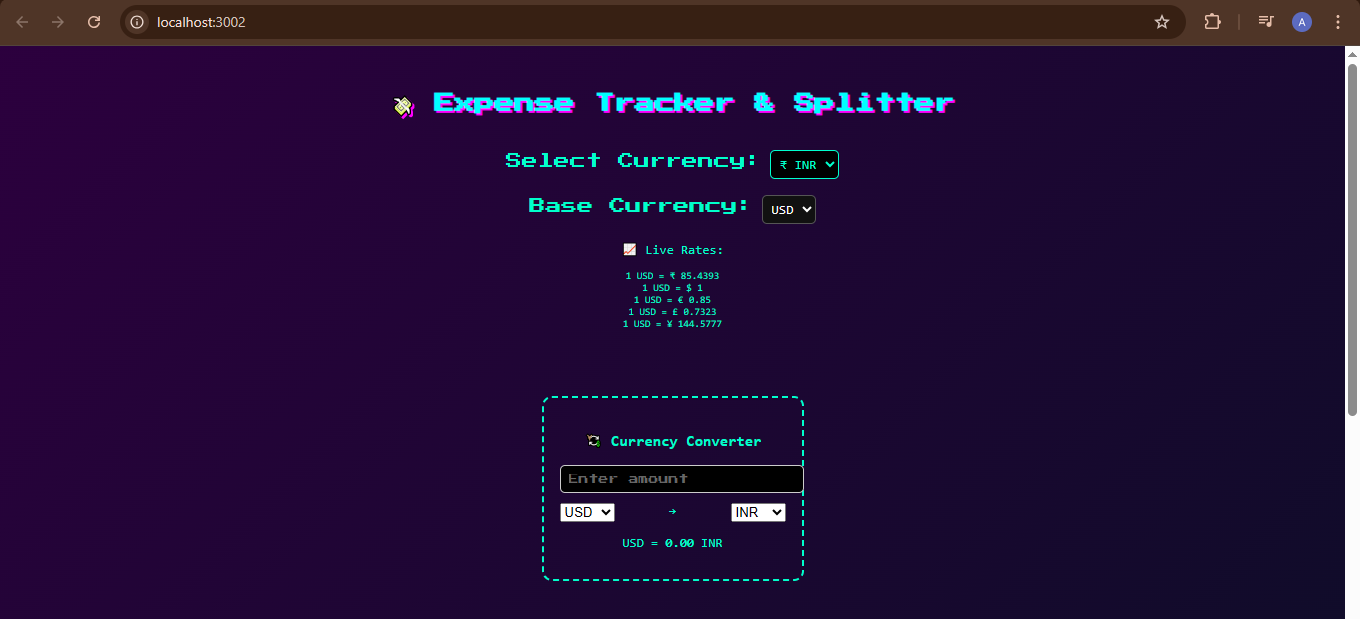 localhost:3002
A
💸 Expense Tracker & Splitter
Select Currency: ₹ INR
Base Currency: USD
📈 Live Rates:
1 USD = ₹ 85.4393
1 USD = $ 1
1 USD = € 0.85
1 USD = £ 0.7323
1 USD = ¥ 144.5777
💱 Currency Converter
Enter amount
USD → INR
USD = 0.00 INR